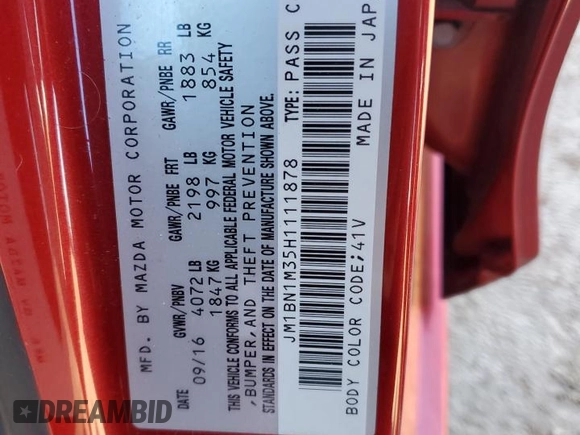 MFD. BY MAZDA MOTOR CORPORATION
GVWR/PNBV GAWR/PNBE FRT GAWR/PNBE RR
DATE 09/16 4072 LB 2198 LB 1883 LB
1847 KG 997 KG 854 KG
THIS VEHICLE CONFORMS TO ALL APPLICABLE FEDERAL MOTOR VEHICLE SAFETY
,BUMPER,AND THEFT PREVENTION
STANDARDS IN EFFECT ON THE DATE OF MANUFACTURE SHOWN ABOVE.
JM1BN1M35H1111878 TYPE: PASS C
BODY COLOR CODE;41V MADE IN JAP
DREAMBID